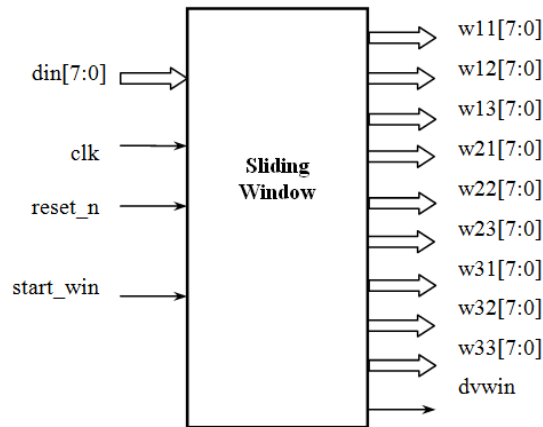 din[7:0]
clk
reset_n
start_win
Sliding
Window
w11[7:0]
w12[7:0]
w13[7:0]
w21[7:0]
w22[7:0]
w23[7:0]
w31[7:0]
w32[7:0]
w33[7:0]
dvwin